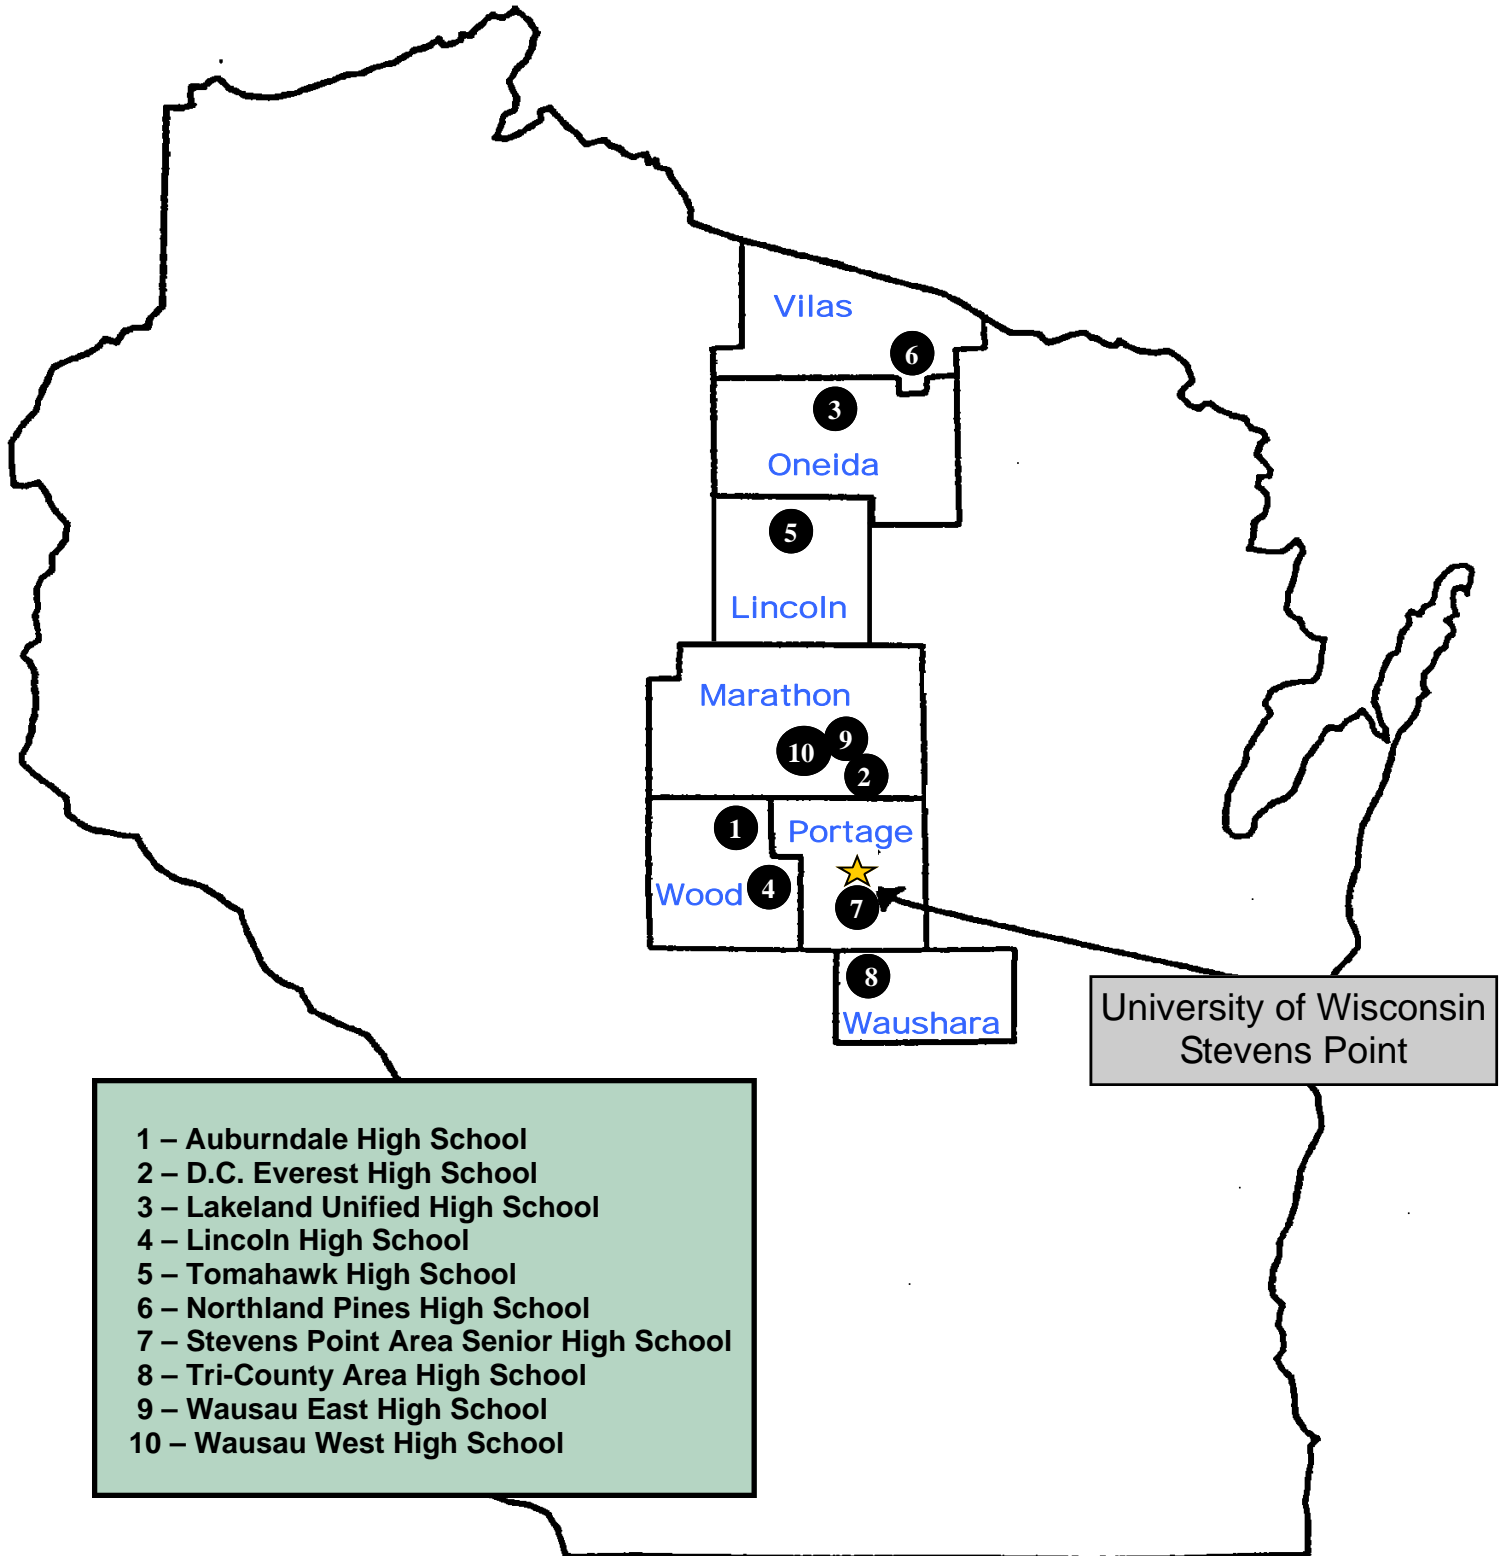 Vilas
6
3
Oneida
5
Lincoln
Marathon
9
10
2
1
Portage
Wood
4
7
8
Waushara
University of Wisconsin
Stevens Point
1 – Auburndale High School
2 – D.C. Everest High School
3 – Lakeland Unified High School
4 – Lincoln High School
5 – Tomahawk High School
6 – Northland Pines High School
7 – Stevens Point Area Senior High School
8 – Tri-County Area High School
9 – Wausau East High School
10 – Wausau West High School